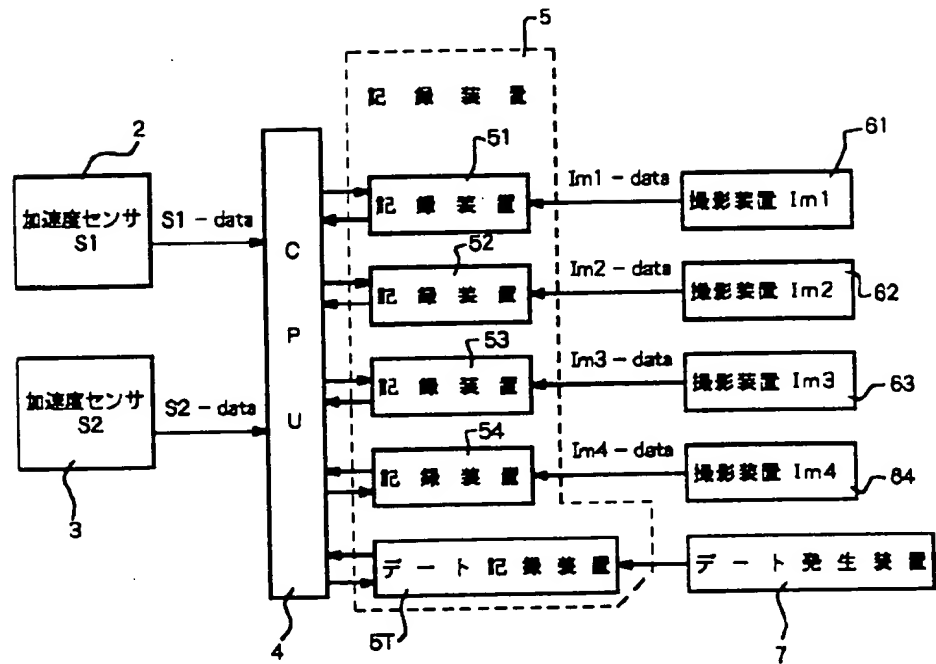 5
記録装置
2
加速度センサ
S1
S1-data
C
P
U
51
記録装置
Im1-data
61
撮影装置 Im1
52
記録装置
Im2-data
撮影装置 Im2
62
加速度センサ
S2
3
S2-data
53
記録装置
Im3-data
撮影装置 Im3
63
54
記録装置
Im4-data
撮影装置 Im4
64
デート記録装置
5T
デート発生装置
7
4